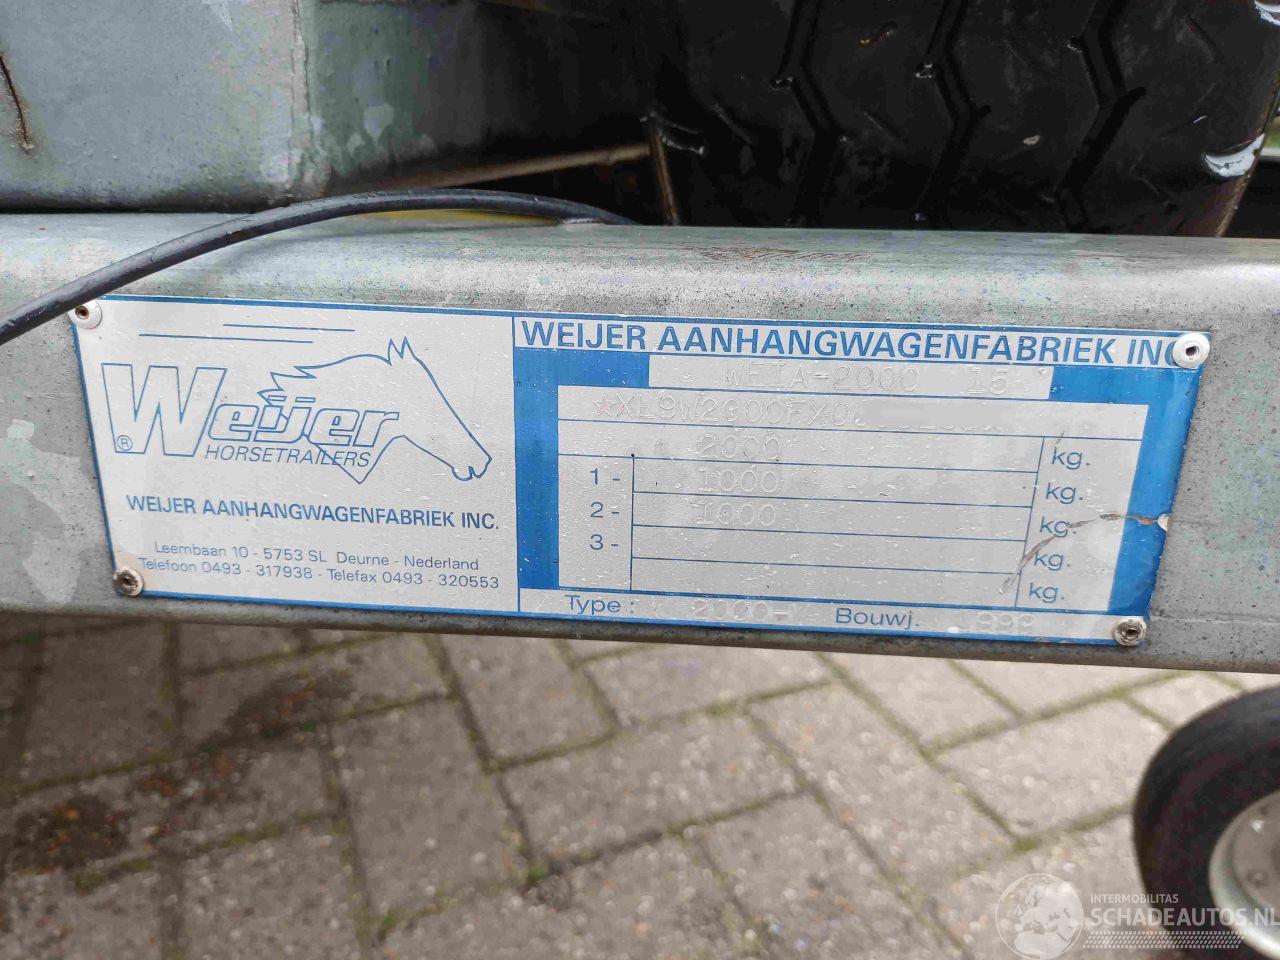 Weijer
®
HORSETRAILERS
WEIJER AANHANGWAGENFABRIEK INC.
Leembaan 10 - 5753 SL Deurne - Nederland
Telefoon 0493 - 317938 - Telefax 0493 - 320553
WEIJER AANHANGWAGENFABRIEK INC
WEIA-2000 15
2000 kg.
1 - 1000 kg.
2 - 1000 kg.
3 - kg.
kg.
Type: 2000- Bouwj.
INTERMOBILITAS
SCHADEAUTOS.NL